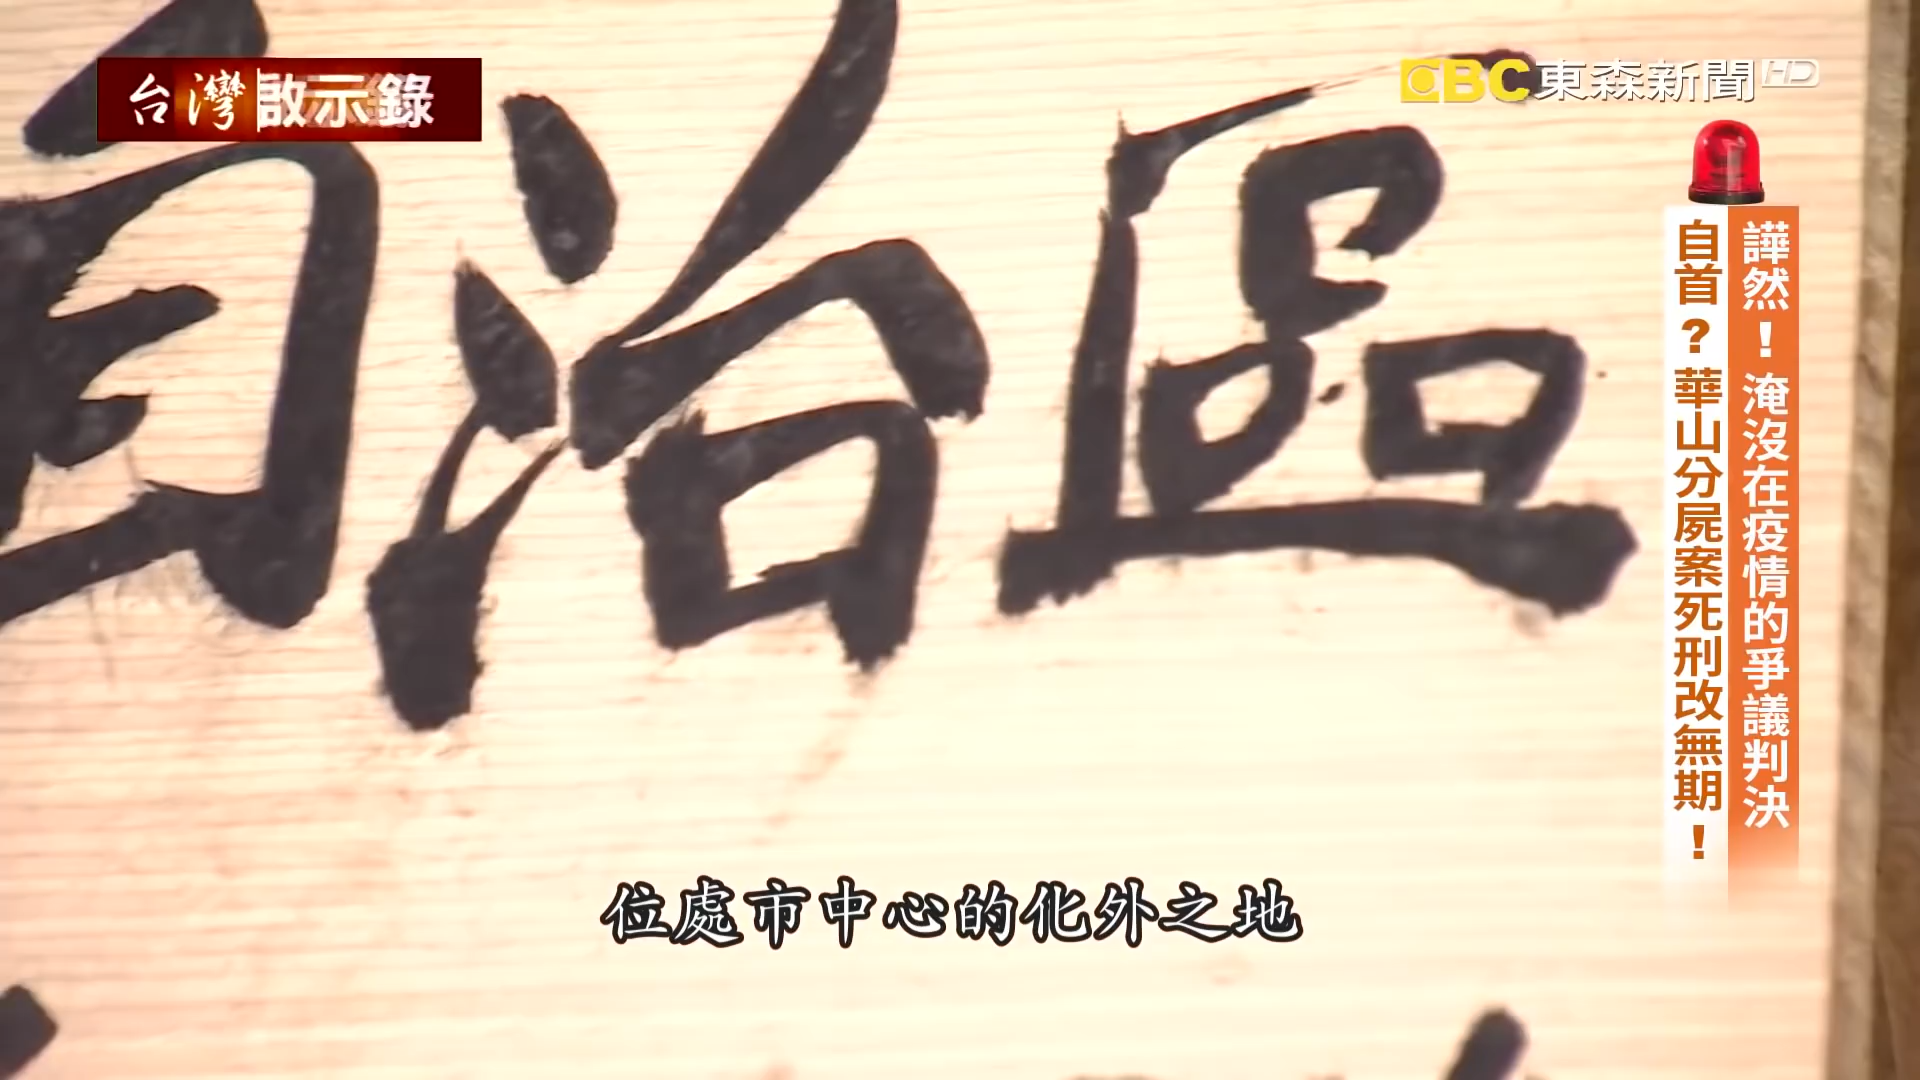 台灣啟示錄
EBC東森新聞HD
自治區
譁然！淹沒在疫情的爭議判決
自首？華山分屍案死刑改無期！
位處市中心的化外之地